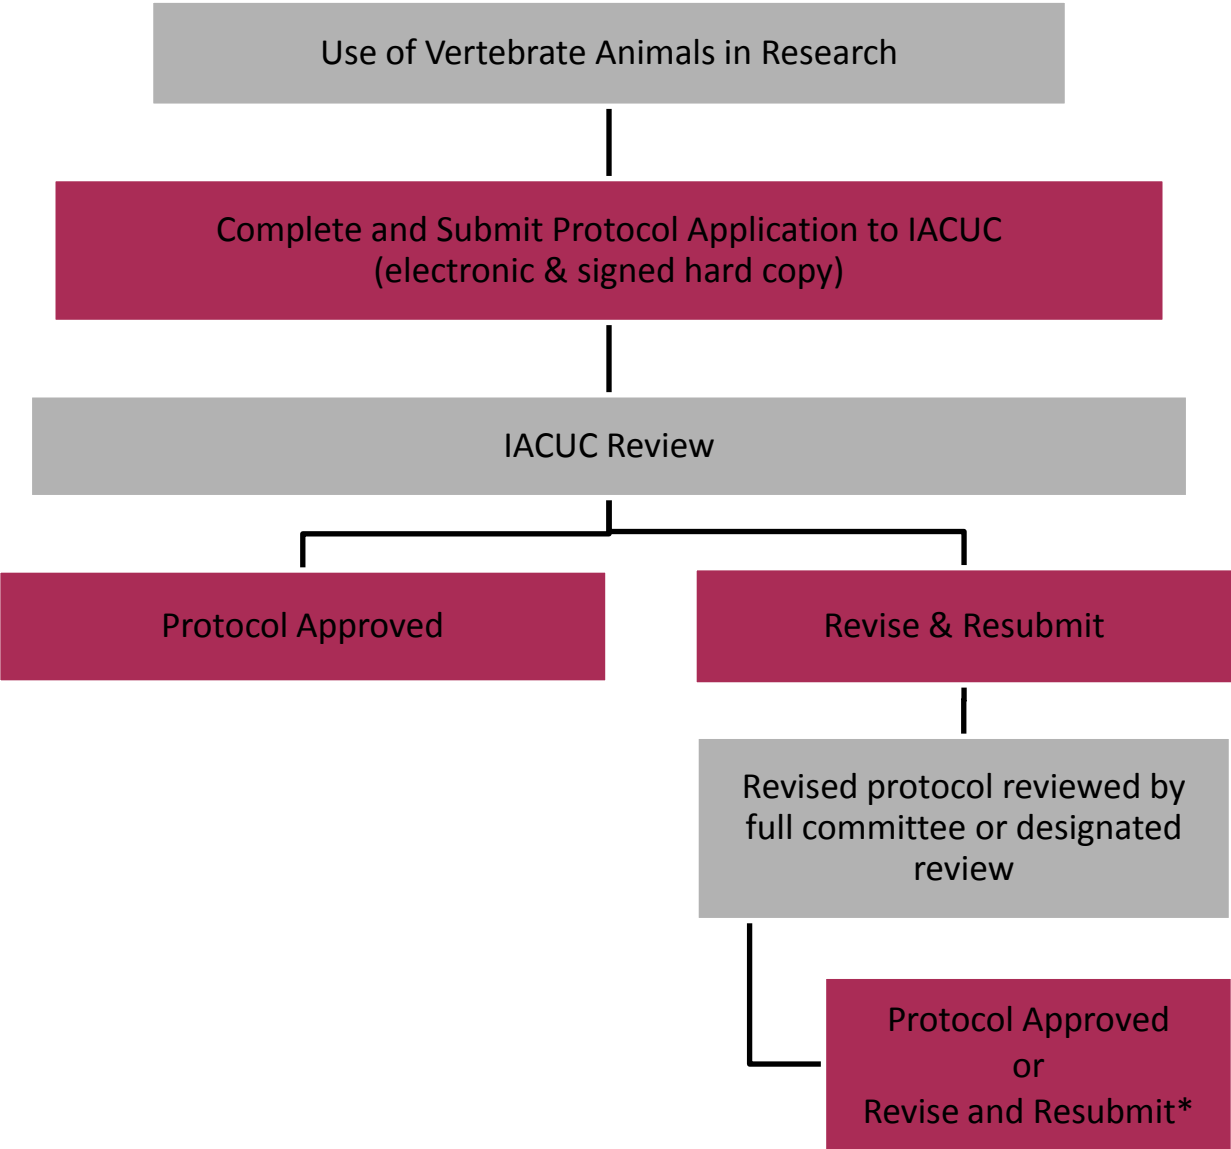 Use of Vertebrate Animals in Research
Complete and Submit Protocol Application to IACUC
(electronic & signed hard copy)
IACUC Review
Protocol Approved
Revise & Resubmit
Revised protocol reviewed by
full committee or designated
review
Protocol Approved
or
Revise and Resubmit*